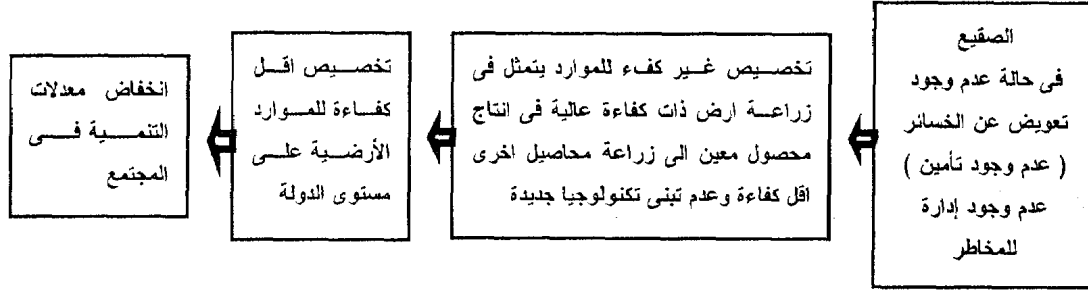 الصقيع
فى حالة عدم وجود
تعويض عن الخسائر
( عدم وجود تأمين )
عدم وجود إدارة
للمخاطر
تخصيص غير كفء للموارد يتمثل فى
زراعة ارض ذات كفاءة عالية فى انتاج
محصول معين الى زراعة محاصيل اخرى
اقل كفاءة وعدم تبنى تكنولوجيا جديدة
تخصيص اقل
كفاءة للموارد
الأرضية على
مستوى الدولة
انخفاض معدلات
التنمية فى
المجتمع